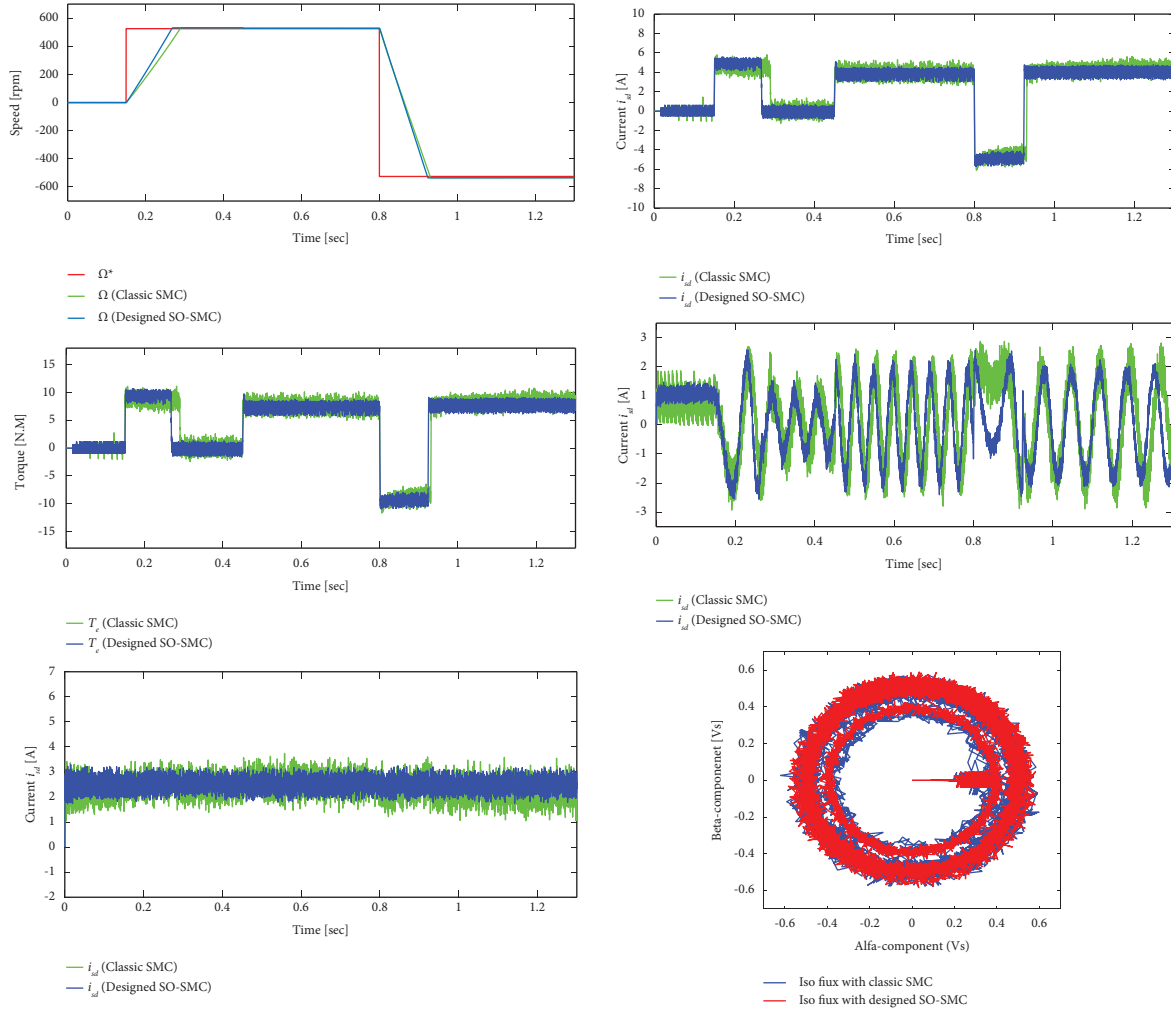 600
400
200
0
-200
-400
-600
Speed [rpm]
0 0.2 0.4 0.6 0.8 1 1.2
Time [sec]
Ω*
Ω (Classic SMC)
Ω (Designed SO-SMC)
10
8
6
4
2
0
-2
-4
-6
-8
-10
Current i_sd [A]
0 0.2 0.4 0.6 0.8 1 1.2
Time [sec]
i_sd (Classic SMC)
i_sd (Designed SO-SMC)
15
10
5
0
-5
-10
-15
Torque [N.M]
0 0.2 0.4 0.6 0.8 1 1.2
Time [sec]
T_e (Classic SMC)
T_e (Designed SO-SMC)
3
2
1
0
-1
-2
-3
Current i_sd [A]
0 0.2 0.4 0.6 0.8 1 1.2
Time [sec]
i_sd (Classic SMC)
i_sd (Designed SO-SMC)
7
6
5
4
3
2
1
0
-1
-2
Current i_sd [A]
0 0.2 0.4 0.6 0.8 1 1.2
Time [sec]
i_sd (Classic SMC)
i_sd (Designed SO-SMC)
0.6
0.4
0.2
0
-0.2
-0.4
-0.6
Beta-componenet [Vs]
-0.6 -0.4 -0.2 0 0.2 0.4 0.6
Alfa-component (Vs)
Iso fiux with classic SMC
Iso fiux with designed SO-SMC